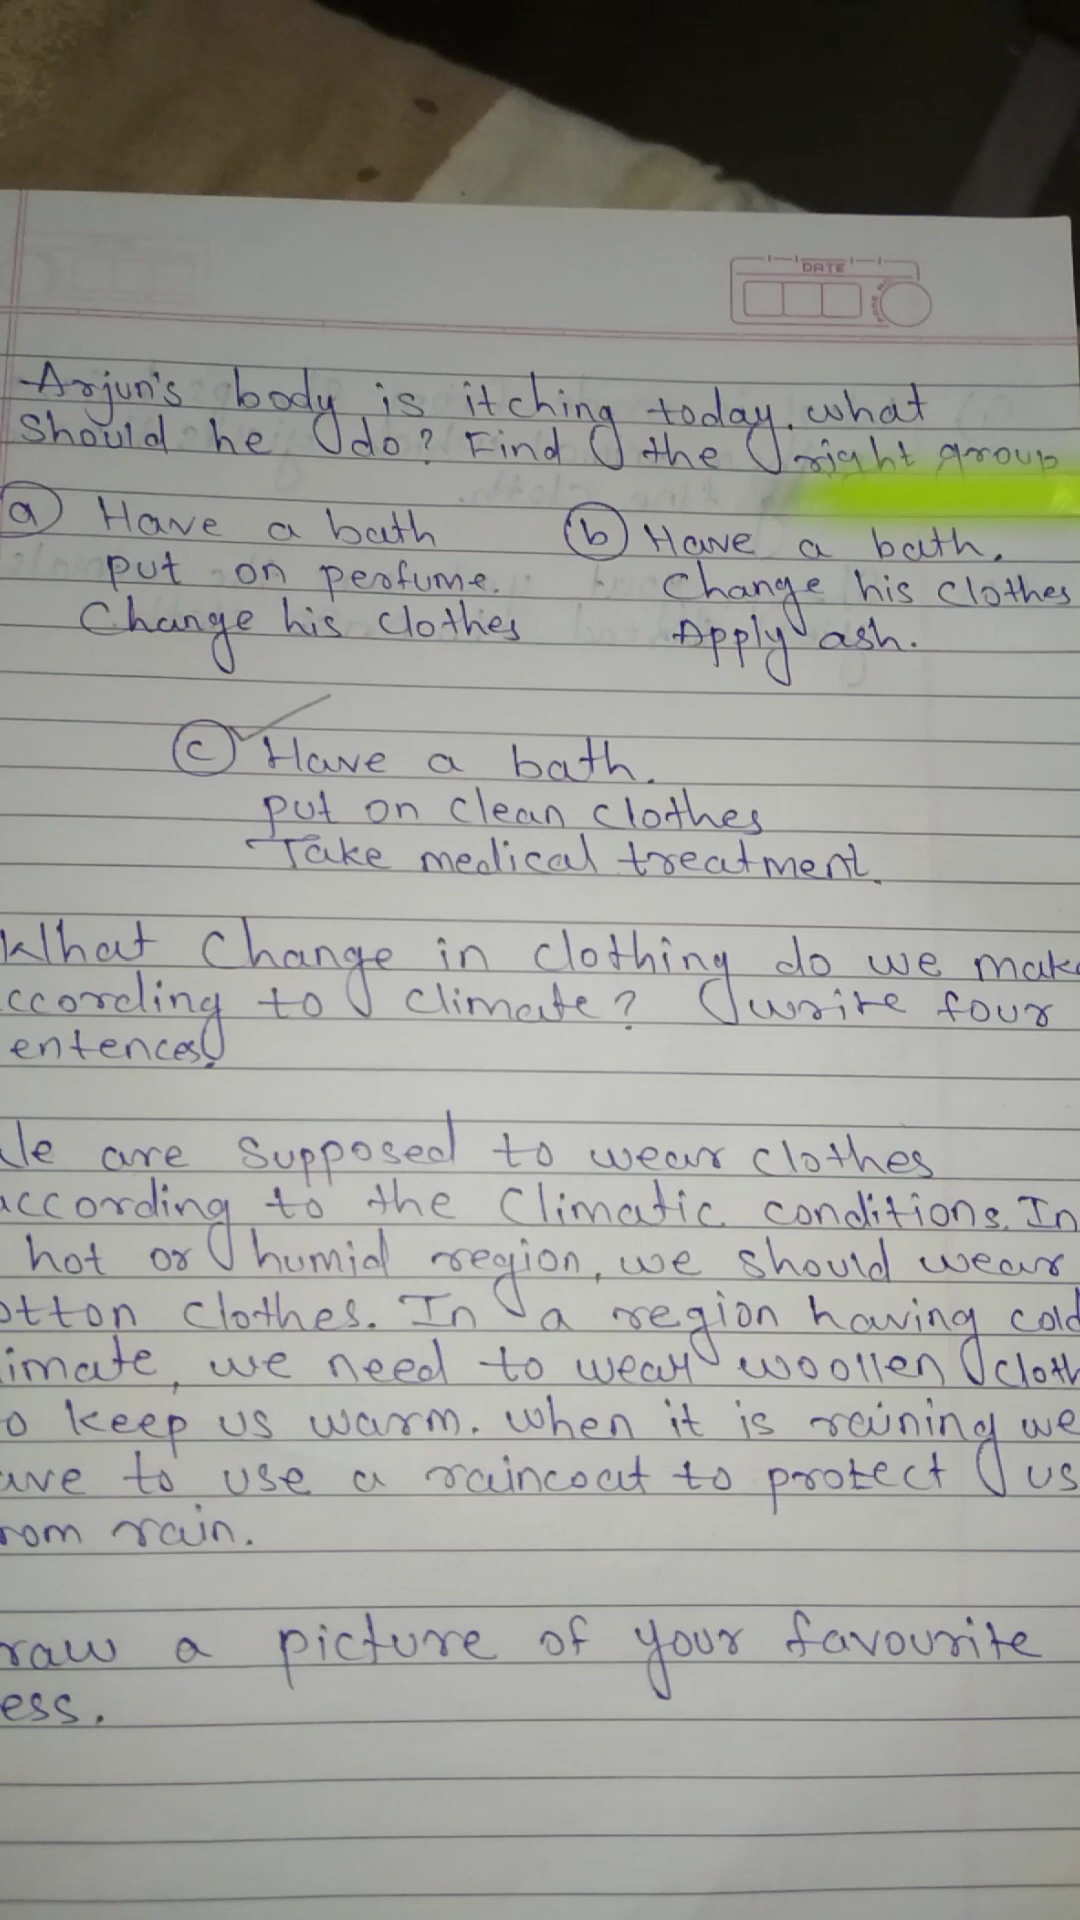 DATE
Arjun's body is itching today. what
should he do? Find the right group
a Have a bath
put on perfume.
Change his clothes
b Have a bath.
Change his clothes
Apply ash.
c Have a bath.
put on clean clothes
Take medical treatment.
What change in clothing do we make
ccording to climate? write four
entences.
le are supposed to wear clothes
according to the climatic conditions. In
hot or humid region, we should wear
otton clothes. In a region having cold
imate, we need to wear woollen cloth
o keep us warm. when it is raining we
ave to use a raincoat to protect us
rom rain.
raw a picture of your favourite
ess.